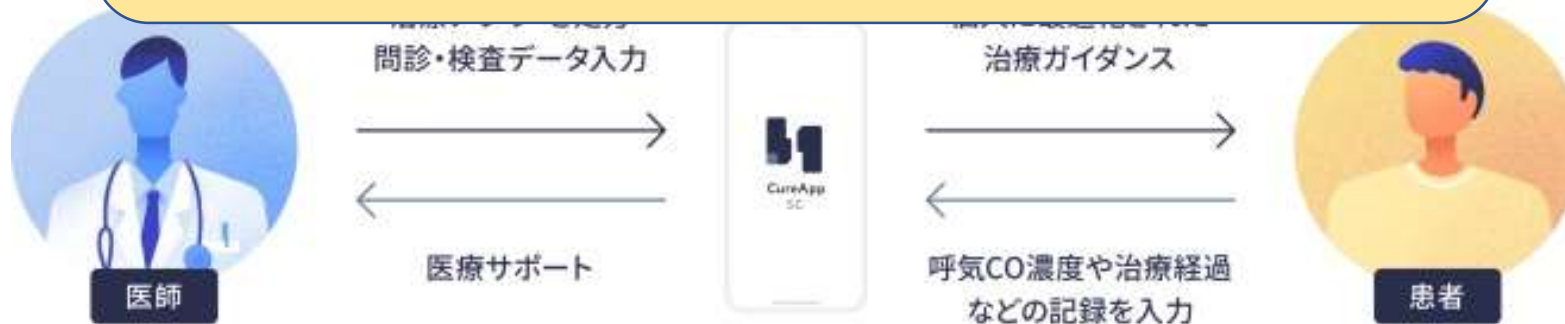 問診・検査データ入力
治療ガイダンス
CureApp
SC
医療サポート
呼気CO濃度や治療経過
などの記録を入力
医師
患者